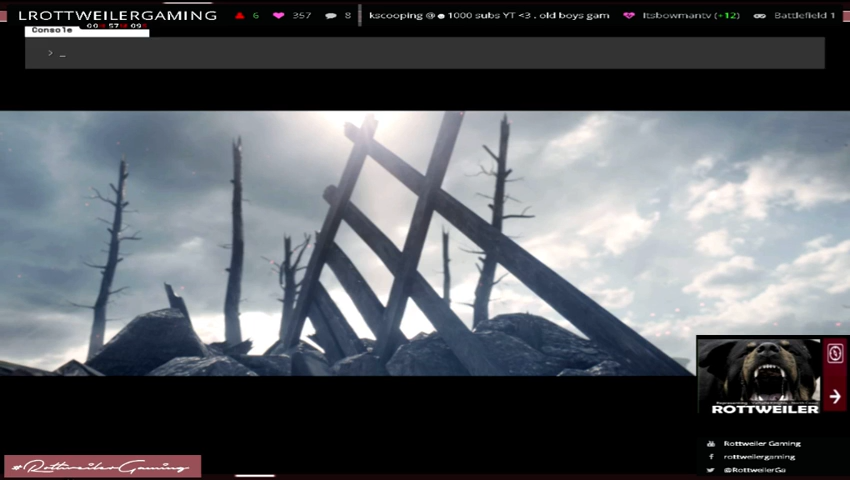 LROTTWEILERGAMING 6 357 8 kscooping @ 1000 subs YT <3 , old boys gam Itsbowmantv (+12) Battlefield 1
Console
> _
ROTTWEILER
#RottweilerGaming
Rottweiler Gaming
rottweilergaming
@RottweilerGa